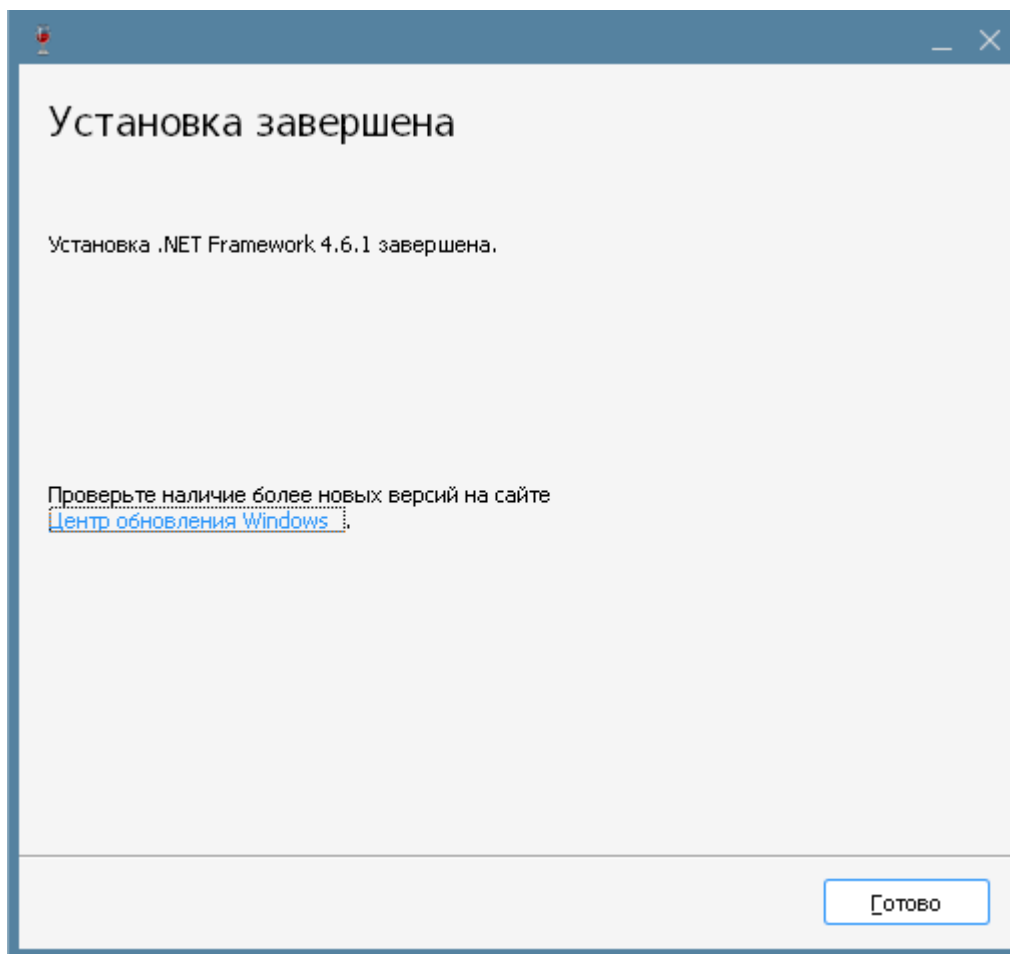 Установка завершена
Установка .NET Framework 4.6.1 завершена.
Проверьте наличие более новых версий на сайте
Центр обновления Windows .
Готово